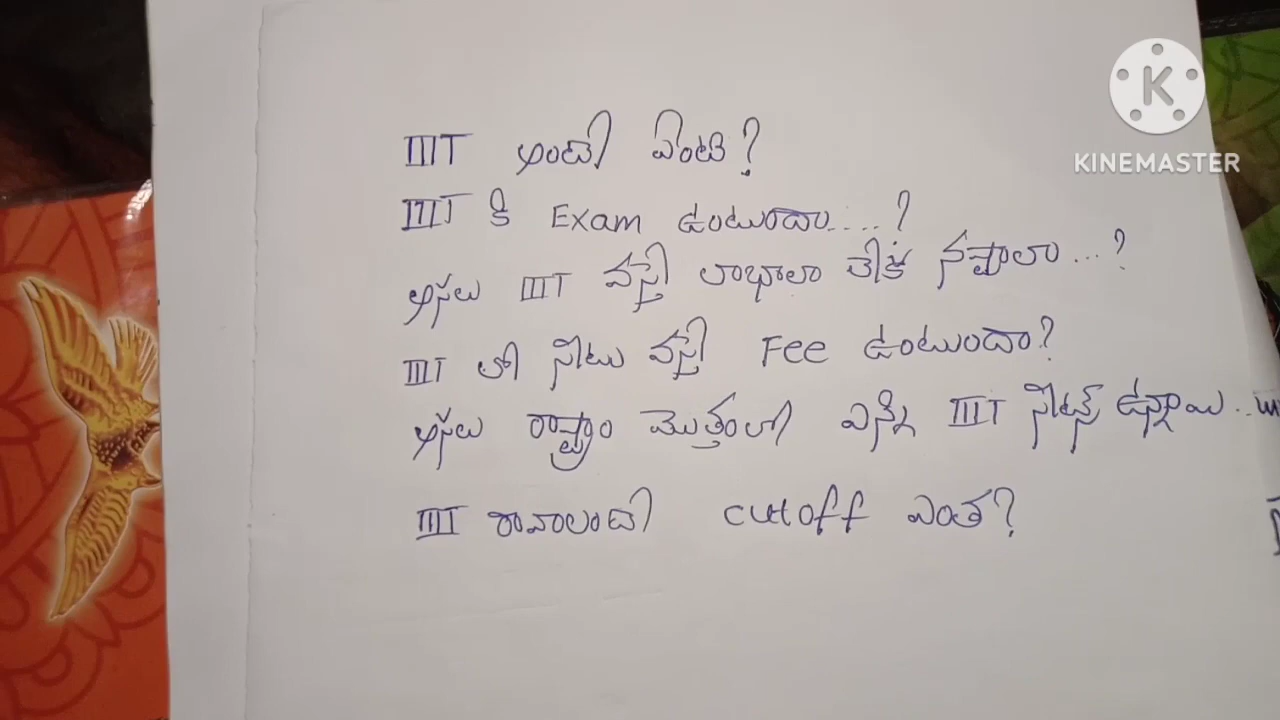 IIIT అంటే ఏంటి?
IIIT కి Exam ఉంటుందా....?
అసలు IIIT వస్తే లాభాలా లేక నష్టాలా...?
IIIT లో సీటు వస్తే Fee ఉంటుందా?
అసలు రాష్ట్రం మొత్తంలో ఎన్ని IIIT సీట్స్ ఉన్నాయి..
IIIT రావాలంటే cutoff ఎంత?
KINEMASTER